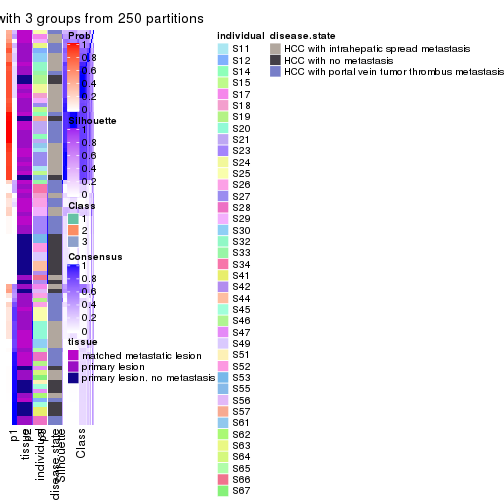 with 3 groups from 250 partitions
Prob
1
0.8
0.6
0.4
0.2
0
Silhouette
1
0.8
0.6
0.4
0.2
0
Class
1
2
3
Consensus
1
0.8
0.6
0.4
0.2
0
tissue
matched metastatic lesion
primary lesion
primary lesion. no metastasis
individual
S11
S12
S14
S15
S17
S18
S19
S20
S21
S23
S24
S25
S26
S27
S28
S29
S30
S32
S33
S34
S41
S42
S44
S45
S46
S47
S49
S51
S52
S53
S55
S56
S57
S61
S62
S63
S64
S65
S66
S67
disease.state
HCC with intrahepatic spread metastasis
HCC with no metastasis
HCC with portal vein tumor thrombus metastasis
p1
tissue
individual
disease.state
Silhouette
Class